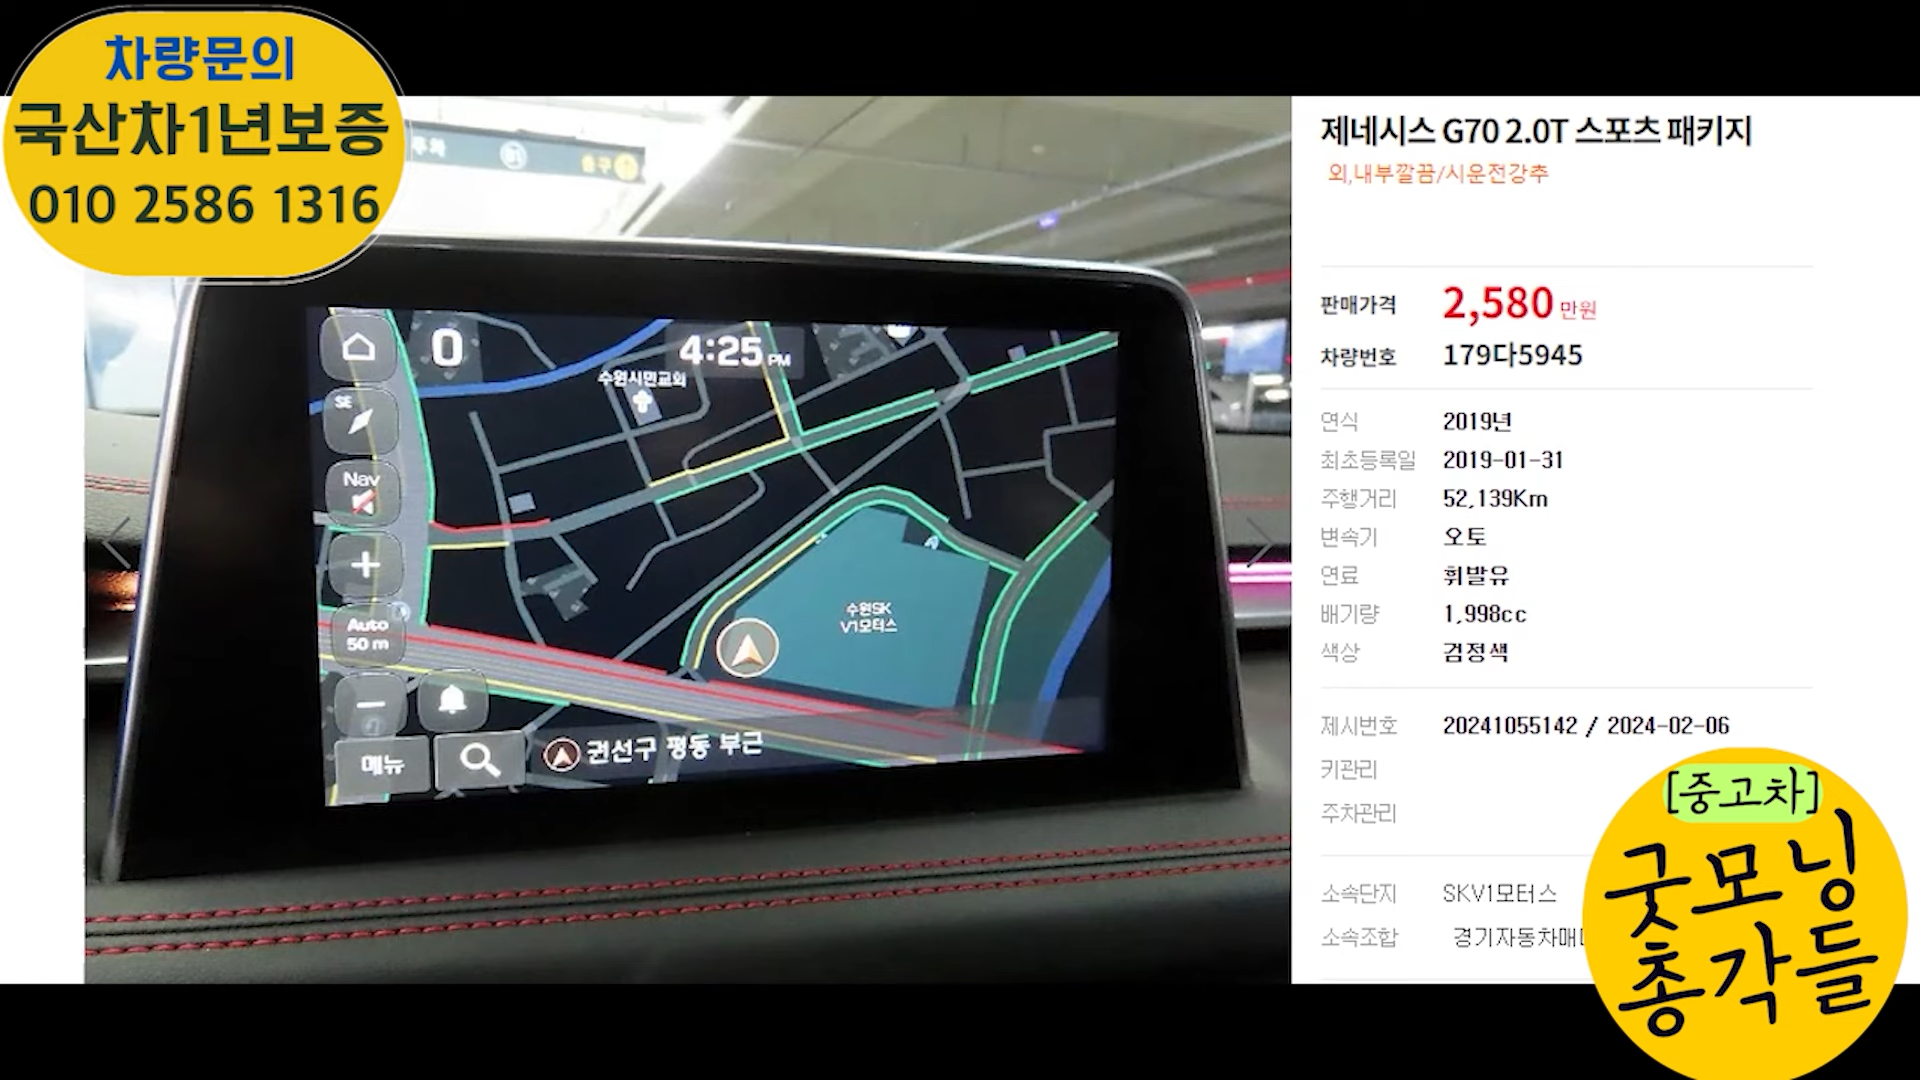 차량문의
국산차1년보증
010 2586 1316
출구
0
4:25 PM
수원시민교회
SE
Nav
Auto
50 m
수원SK
V1모터스
메뉴
권선구 평동 부근
제네시스 G70 2.0T 스포츠 패키지
외,내부깔끔/시운전강추
판매가격 2,580 만원
차량번호 179다5945
연식 2019년
최초등록일 2019-01-31
주행거리 52,139Km
변속기 오토
연료 휘발유
배기량 1,998cc
색상 검정색
제시번호 20241055142 / 2024-02-06
키관리
주차관리
소속단지 SKV1모터스
소속조합 경기자동차매
[중고차]
굿모닝
총각들